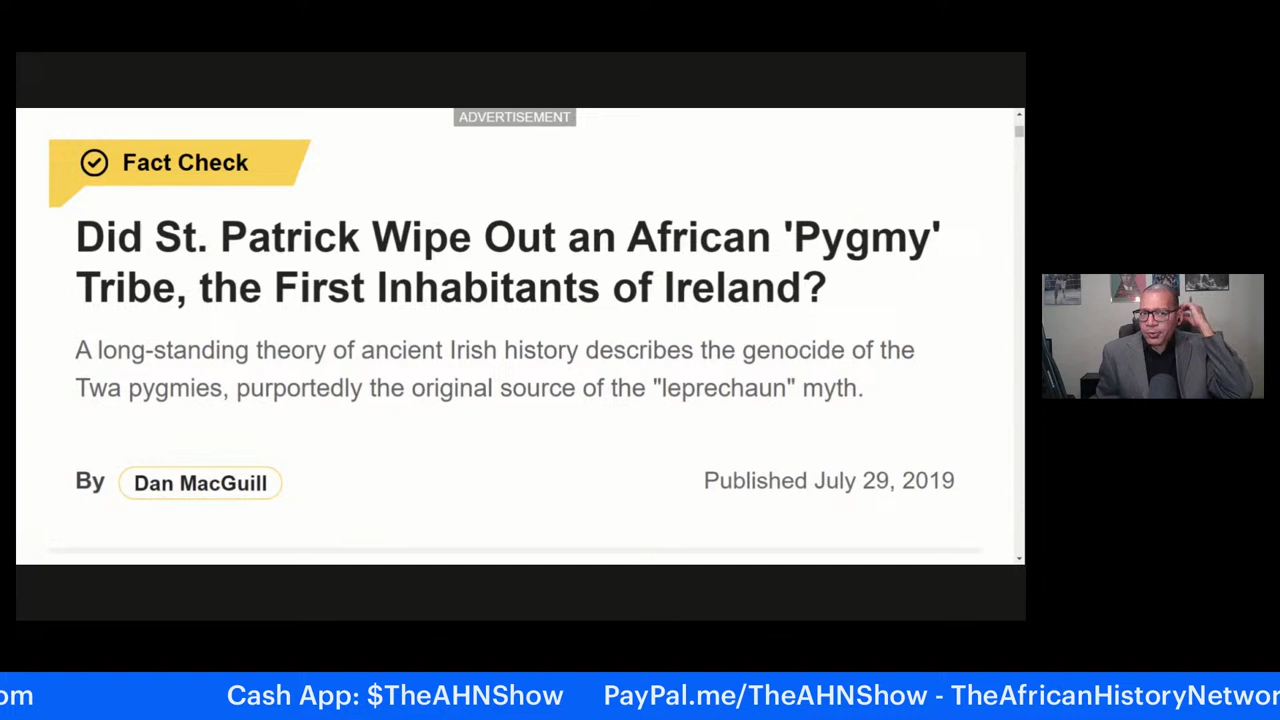 ADVERTISEMENT
Fact Check
Did St. Patrick Wipe Out an African 'Pygmy'
Tribe, the First Inhabitants of Ireland?
A long-standing theory of ancient Irish history describes the genocide of the
Twa pygmies, purportedly the original source of the "leprechaun" myth.
By Dan MacGuill
Published July 29, 2019
om Cash App: $TheAHNShow PayPal.me/TheAHNShow - TheAfricanHistoryNetwor